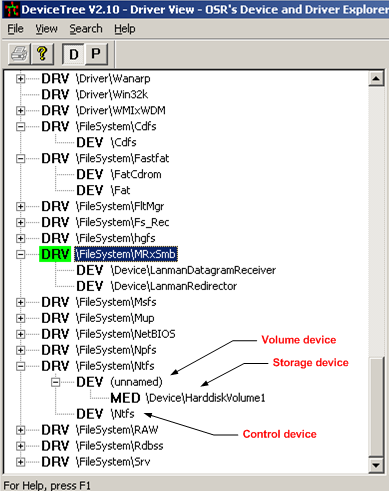 DeviceTree V2.10 - Driver View - OSR's Device and Driver Explorer
File View Search Help
D P
DRV \Driver\Wanarp
DRV \Driver\Win32k
DRV \Driver\WMIxWDM
DRV \FileSystem\Cdfs
DEV \Cdfs
DRV \FileSystem\Fastfat
DEV \FatCdrom
DEV \Fat
DRV \FileSystem\FltMgr
DRV \FileSystem\Fs_Rec
DRV \FileSystem\hgfs
DRV \FileSystem\MRxSmb
DEV \Device\LanmanDatagramReceiver
DEV \Device\LanmanRedirector
DRV \FileSystem\Msfs
DRV \FileSystem\Mup
DRV \FileSystem\NetBIOS
Volume device
DRV \FileSystem\Npfs
DRV \FileSystem\Ntfs
Storage device
DEV (unnamed)
MED \Device\HarddiskVolume1
DEV \Ntfs
DRV \FileSystem\RAW
Control device
DRV \FileSystem\Rdbss
DRV \FileSystem\Srv
For Help, press F1